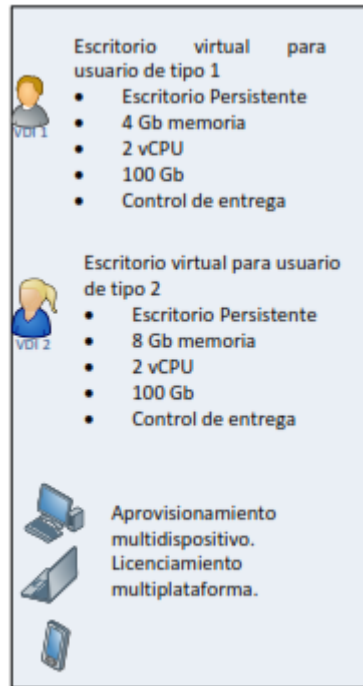 Escritorio virtual para
usuario de tipo 1
• Escritorio Persistente
• 4 Gb memoria
• 2 vCPU
• 100 Gb
• Control de entrega
VDI 1
Escritorio virtual para usuario
de tipo 2
• Escritorio Persistente
• 8 Gb memoria
• 2 vCPU
• 100 Gb
• Control de entrega
VDI 2
Aprovisionamiento
multidispositivo.
Licenciamiento
multiplataforma.